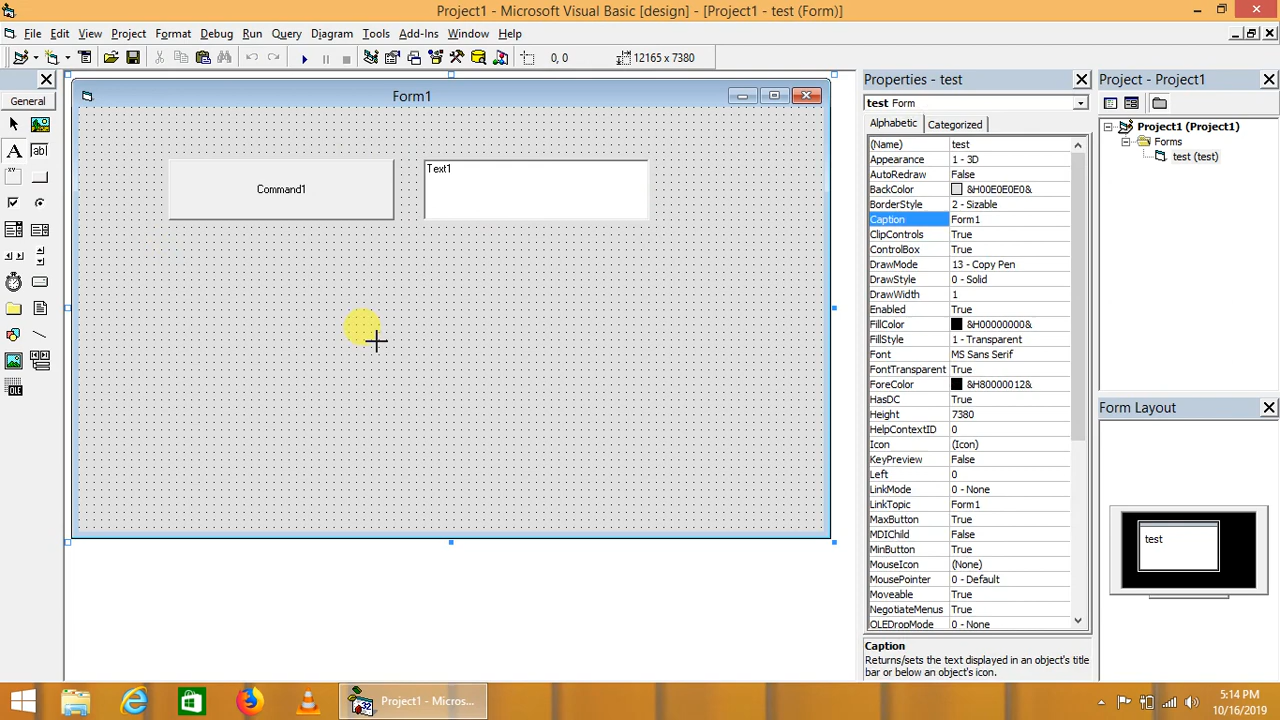 Project1 - Microsoft Visual Basic [design] - [Project1 - test (Form)]
File Edit View Project Format Debug Run Query Diagram Tools Add-Ins Window Help
0, 0 12165 x 7380
General
A
ab|
xy
OLE
Form1
Command1
Text1
Properties - test
test Form
Alphabetic Categorized
(Name) test
Appearance 1 - 3D
AutoRedraw False
BackColor &H00E0E0E0&
BorderStyle 2 - Sizable
Caption Form1
ClipControls True
ControlBox True
DrawMode 13 - Copy Pen
DrawStyle 0 - Solid
DrawWidth 1
Enabled True
FillColor &H00000000&
FillStyle 1 - Transparent
Font MS Sans Serif
FontTransparent True
ForeColor &H80000012&
HasDC True
Height 7380
HelpContextID 0
Icon (Icon)
KeyPreview False
Left 0
LinkMode 0 - None
LinkTopic Form1
MaxButton True
MDIChild False
MinButton True
MouseIcon (None)
MousePointer 0 - Default
Moveable True
NegotiateMenus True
OLEDropMode 0 - None
Caption
Returns/sets the text displayed in an object's title
bar or below an object's icon.
Project - Project1
Project1 (Project1)
Forms
test (test)
Form Layout
test
Project1 - Micros...
5:14 PM
10/16/2019